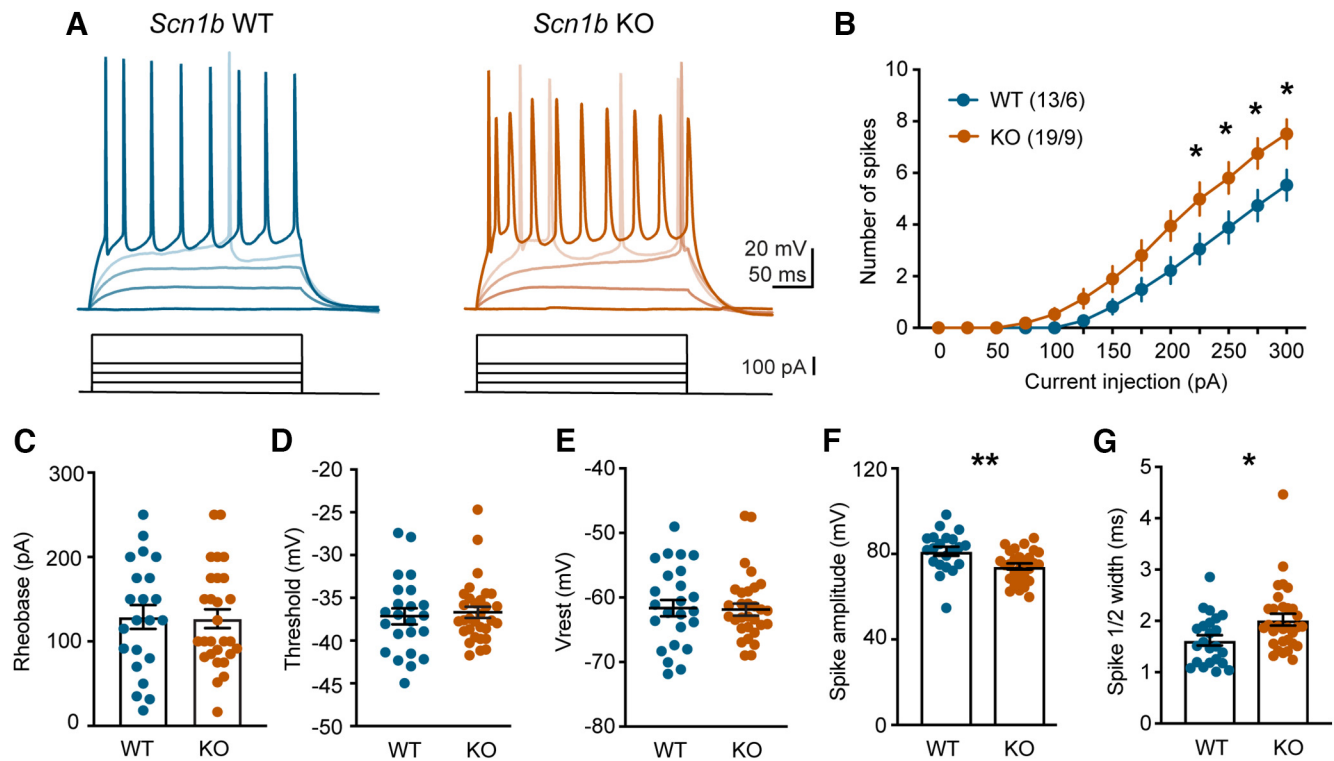 A
Scn1b WT
Scn1b KO
20 mV
50 ms
100 pA
B
10
8
6
4
2
0
Number of spikes
WT (13/6)
KO (19/9)
*
*
*
*
0
50
100
150
200
250
300
Current injection (pA)
C
300
200
100
0
Rheobase (pA)
WT
KO
D
-20
-25
-30
-35
-40
-45
-50
Threshold (mV)
WT
KO
E
-40
-50
-60
-70
-80
Vrest (mV)
WT
KO
F
**
120
80
40
0
Spike amplitude (mV)
WT
KO
G
*
5
4
3
2
1
0
Spike 1/2 width (ms)
WT
KO